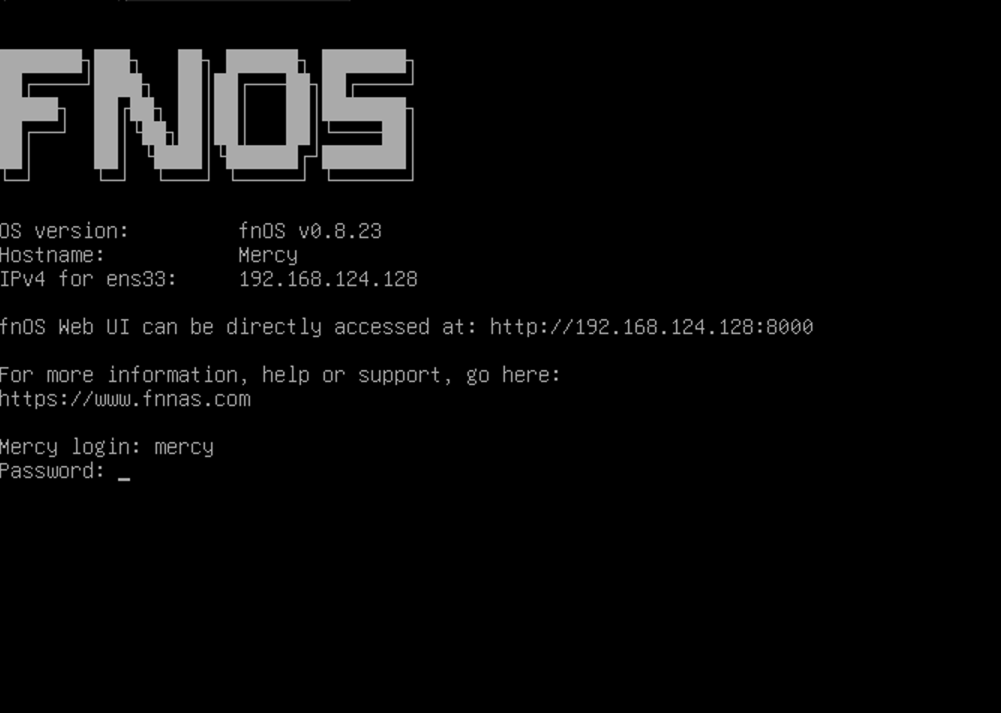 FNOS
OS version: fnOS v0.8.23
Hostname: Mercy
IPv4 for ens33: 192.168.124.128
fnOS Web UI can be directly accessed at: http://192.168.124.128:8000
For more information, help or support, go here:
https://www.fnnas.com
Mercy login: mercy
Password: _